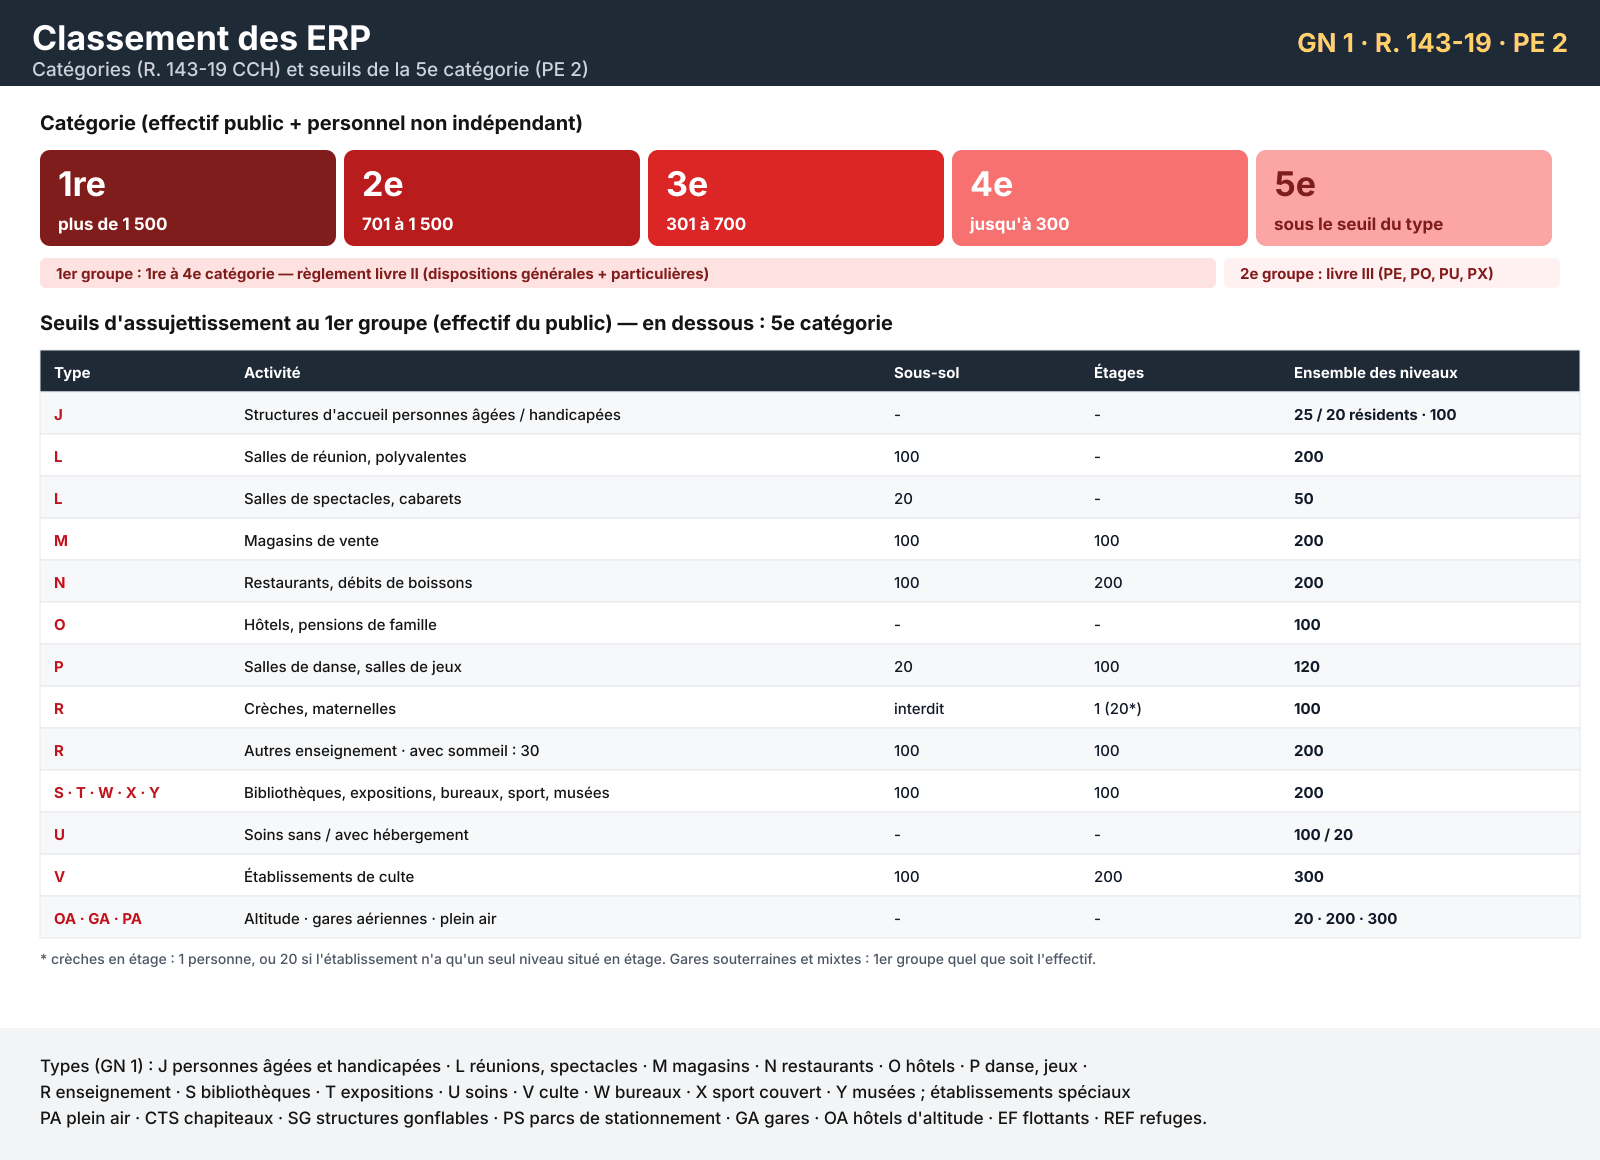 Classement des ERP
Catégories (R. 143-19 CCH) et seuils de la 5e catégorie (PE 2)
GN 1 · R. 143-19 · PE 2
Catégorie (effectif public + personnel non indépendant)
1re 2e 3e 4e 5e
plus de 1 500 701 à 1 500 301 à 700 jusqu'à 300 sous le seuil du type
1er groupe : 1re à 4e catégorie — règlement livre II (dispositions générales + particulières) 2e groupe : livre III (PE, PO, PU, PX)
Seuils d'assujettissement au 1er groupe (effectif du public) — en dessous : 5e catégorie
Type Activité Sous-sol Étages Ensemble des niveaux
J Structures d'accueil personnes âgées / handicapées - - 25 / 20 résidents · 100
L Salles de réunion, polyvalentes 100 - 200
L Salles de spectacles, cabarets 20 - 50
M Magasins de vente 100 100 200
N Restaurants, débits de boissons 100 200 200
O Hôtels, pensions de famille - - 100
P Salles de danse, salles de jeux 20 100 120
R Crèches, maternelles interdit 1 (20*) 100
R Autres enseignement · avec sommeil : 30 100 100 200
S · T · W · X · Y Bibliothèques, expositions, bureaux, sport, musées 100 100 200
U Soins sans / avec hébergement - - 100 / 20
V Établissements de culte 100 200 300
OA · GA · PA Altitude · gares aériennes · plein air - - 20 · 200 · 300
* crèches en étage : 1 personne, ou 20 si l'établissement n'a qu'un seul niveau situé en étage. Gares souterraines et mixtes : 1er groupe quel que soit l'effectif.
Types (GN 1) : J personnes âgées et handicapées · L réunions, spectacles · M magasins · N restaurants · O hôtels · P danse, jeux ·
R enseignement · S bibliothèques · T expositions · U soins · V culte · W bureaux · X sport couvert · Y musées ; établissements spéciaux
PA plein air · CTS chapiteaux · SG structures gonflables · PS parcs de stationnement · GA gares · OA hôtels d'altitude · EF flottants · REF refuges.